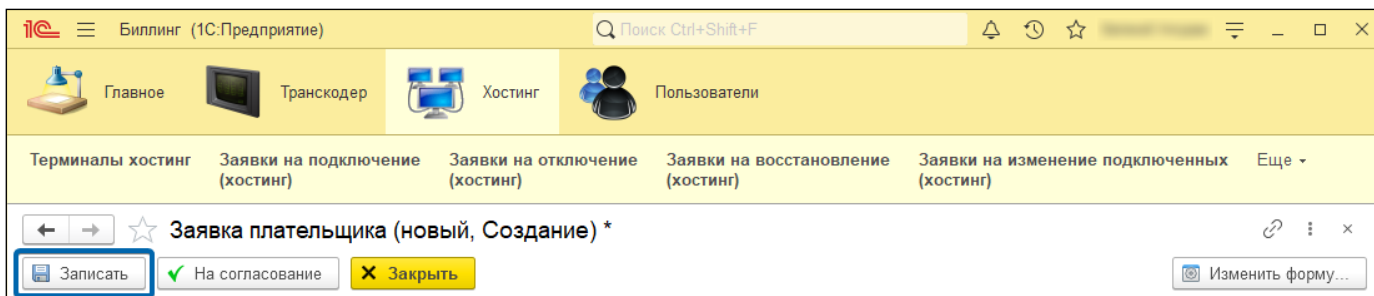 1С Биллинг (1С:Предприятие) Поиск Ctrl+Shift+F
Главное Транскодер Хостинг Пользователи
Терминалы хостинг Заявки на подключение Заявки на отключение Заявки на восстановление Заявки на изменение подключенных Еще
(хостинг) (хостинг) (хостинг) (хостинг)
Заявка плательщика (новый, Создание) *
Записать На согласование Закрыть Изменить форму...